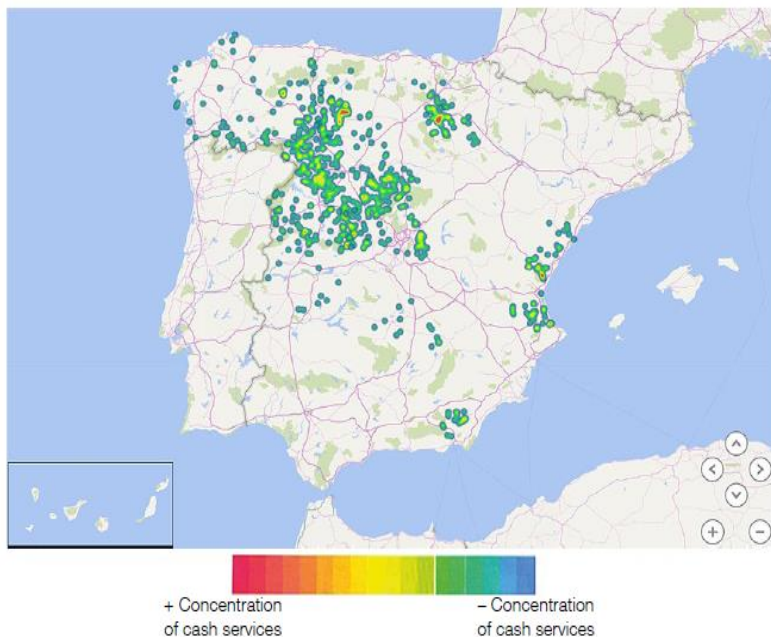 + Concentration
of cash services
− Concentration
of cash services